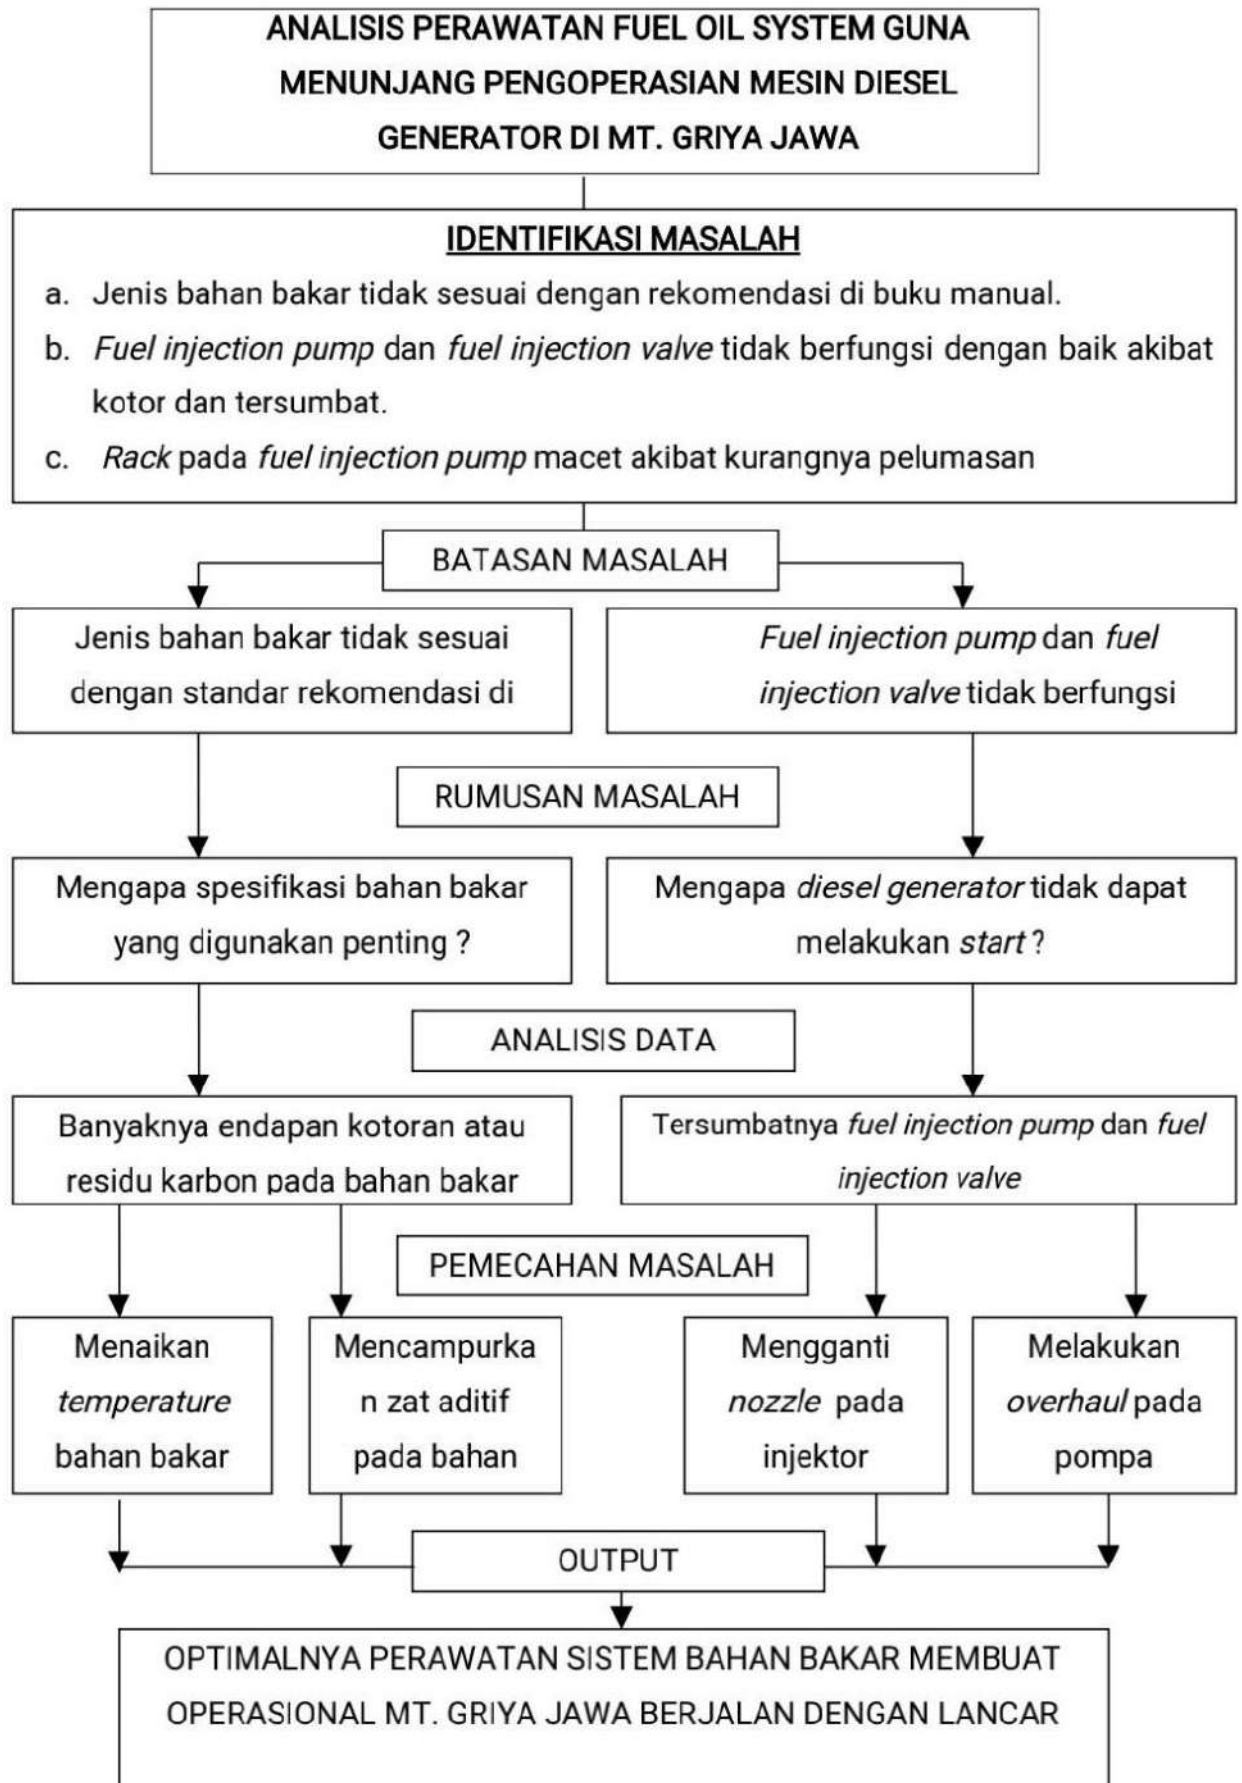 ANALISIS PERAWATAN FUEL OIL SYSTEM GUNA
MENUNJANG PENGOPERASIAN MESIN DIESEL
GENERATOR DI MT. GRIYA JAWA
IDENTIFIKASI MASALAH
a. Jenis bahan bakar tidak sesuai dengan rekomendasi di buku manual.
b. Fuel injection pump dan fuel injection valve tidak berfungsi dengan baik akibat
kotor dan tersumbat.
c. Rack pada fuel injection pump macet akibat kurangnya pelumasan
BATASAN MASALAH
Jenis bahan bakar tidak sesuai
dengan standar rekomendasi di
Fuel injection pump dan fuel
injection valve tidak berfungsi
RUMUSAN MASALAH
Mengapa spesifikasi bahan bakar
yang digunakan penting ?
Mengapa diesel generator tidak dapat
melakukan start ?
ANALISIS DATA
Banyaknya endapan kotoran atau
residu karbon pada bahan bakar
Tersumbatnya fuel injection pump dan fuel
injection valve
PEMECAHAN MASALAH
Menaikan
temperature
bahan bakar
Mencampurka
n zat aditif
pada bahan
Mengganti
nozzle pada
injektor
Melakukan
overhaul pada
pompa
OUTPUT
OPTIMALNYA PERAWATAN SISTEM BAHAN BAKAR MEMBUAT
OPERASIONAL MT. GRIYA JAWA BERJALAN DENGAN LANCAR